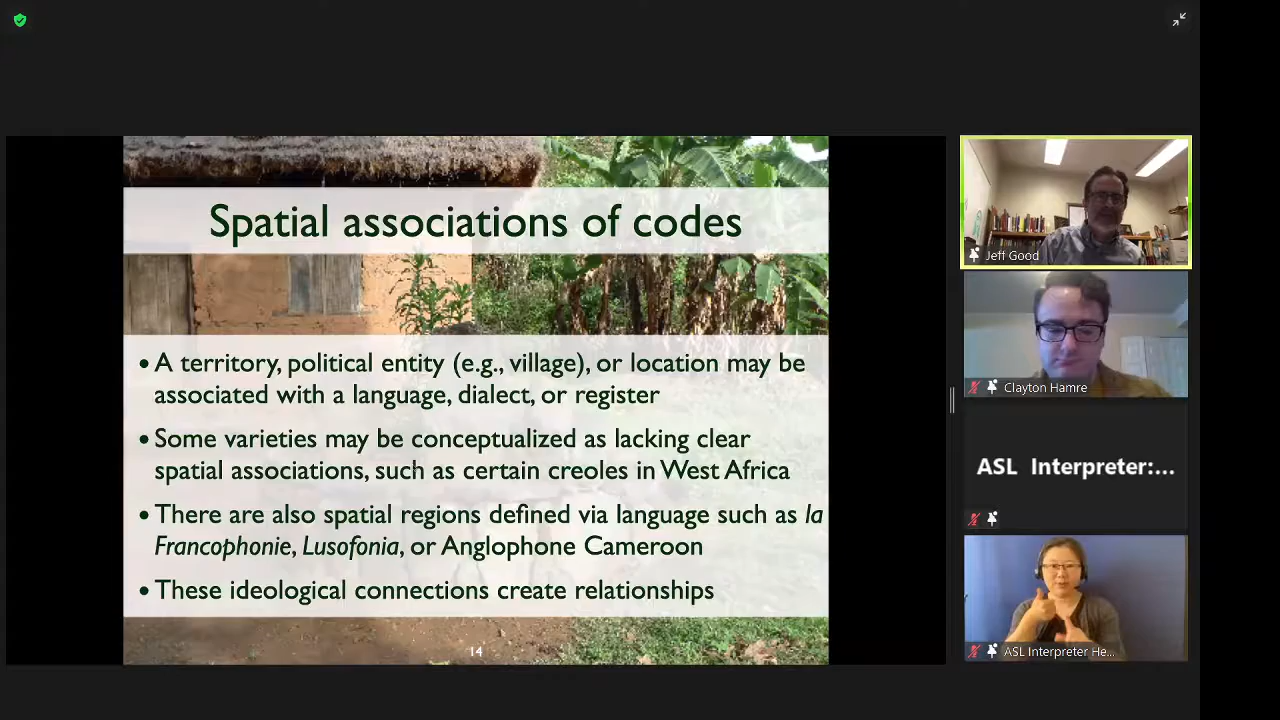 Spatial associations of codes
• A territory, political entity (e.g., village), or location may be
associated with a language, dialect, or register
• Some varieties may be conceptualized as lacking clear
spatial associations, such as certain creoles in West Africa
• There are also spatial regions defined via language such as la
Francophonie, Lusofonia, or Anglophone Cameroon
• These ideological connections create relationships
14
Jeff Good
Clayton Hamre
ASL Interpreter:...
ASL Interpreter He...